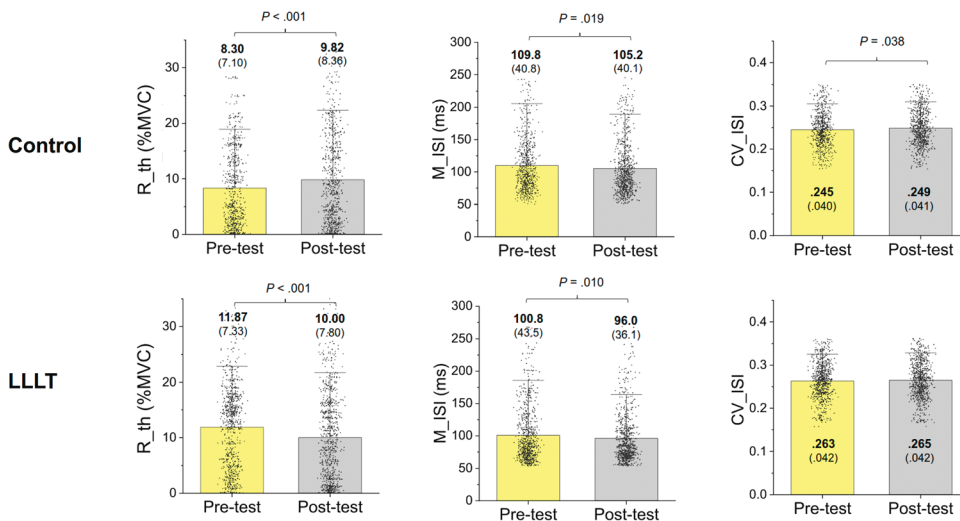 Control
P < .001
8.30 9.82
(7.10) (8.36)
R_th (%MVC)
30
20
10
0
Pre-test Post-test
P = .019
109.8 105.2
(40.8) (40.1)
M_ISI (ms)
300
250
200
150
100
50
0
Pre-test Post-test
P = .038
CV_ISI
0.4
0.3
0.2
0.1
0.0
.245 .249
(.040) (.041)
Pre-test Post-test
LLLT
P < .001
11.87 10.00
(7.33) (7.80)
R_th (%MVC)
30
20
10
0
Pre-test Post-test
P = .010
100.8 96.0
(43.5) (36.1)
M_ISI (ms)
300
250
200
150
100
50
0
Pre-test Post-test
CV_ISI
0.4
0.3
0.2
0.1
0.0
.263 .265
(.042) (.042)
Pre-test Post-test